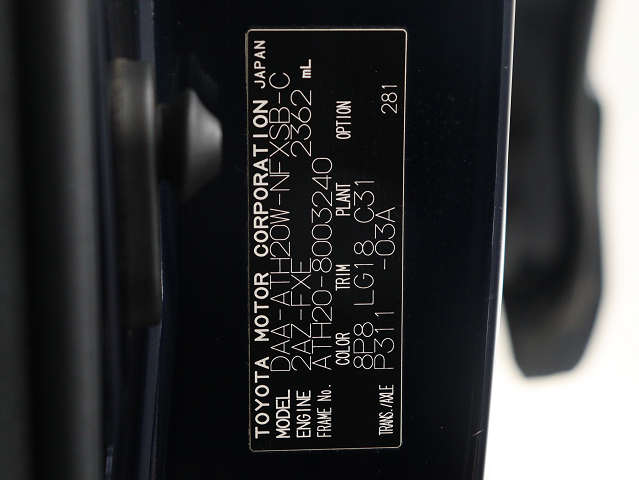 TOYOTA MOTOR CORPORATION JAPAN
MODEL DAA-ATH20W-NFXSB-C
ENGINE 2AZ-FXE 2362 mL
FRAME No. ATH20-8003240
COLOR TRIM PLANT OPTION
8P8 LG18 C31 281
P311 -03A
TRANS./AXLE